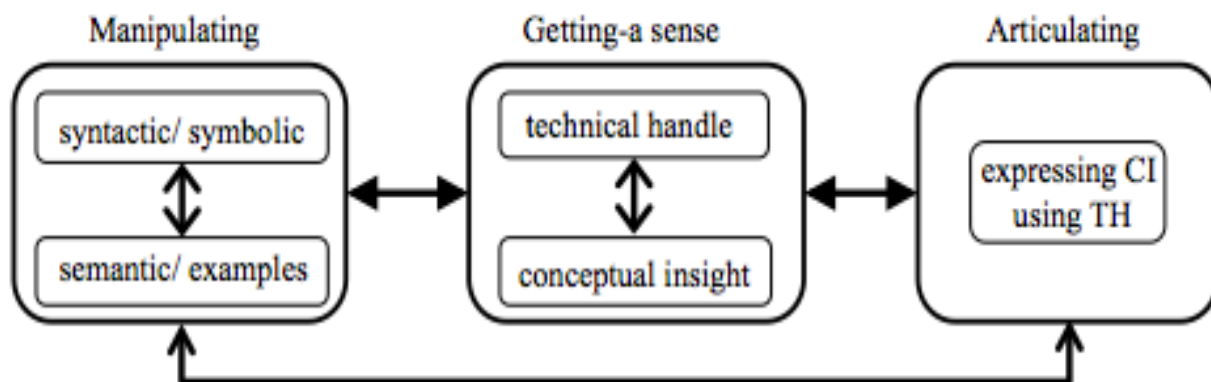 Manipulating
Getting-a sense
Articulating
syntactic/ symbolic
technical handle
expressing CI
using TH
semantic/ examples
conceptual insight